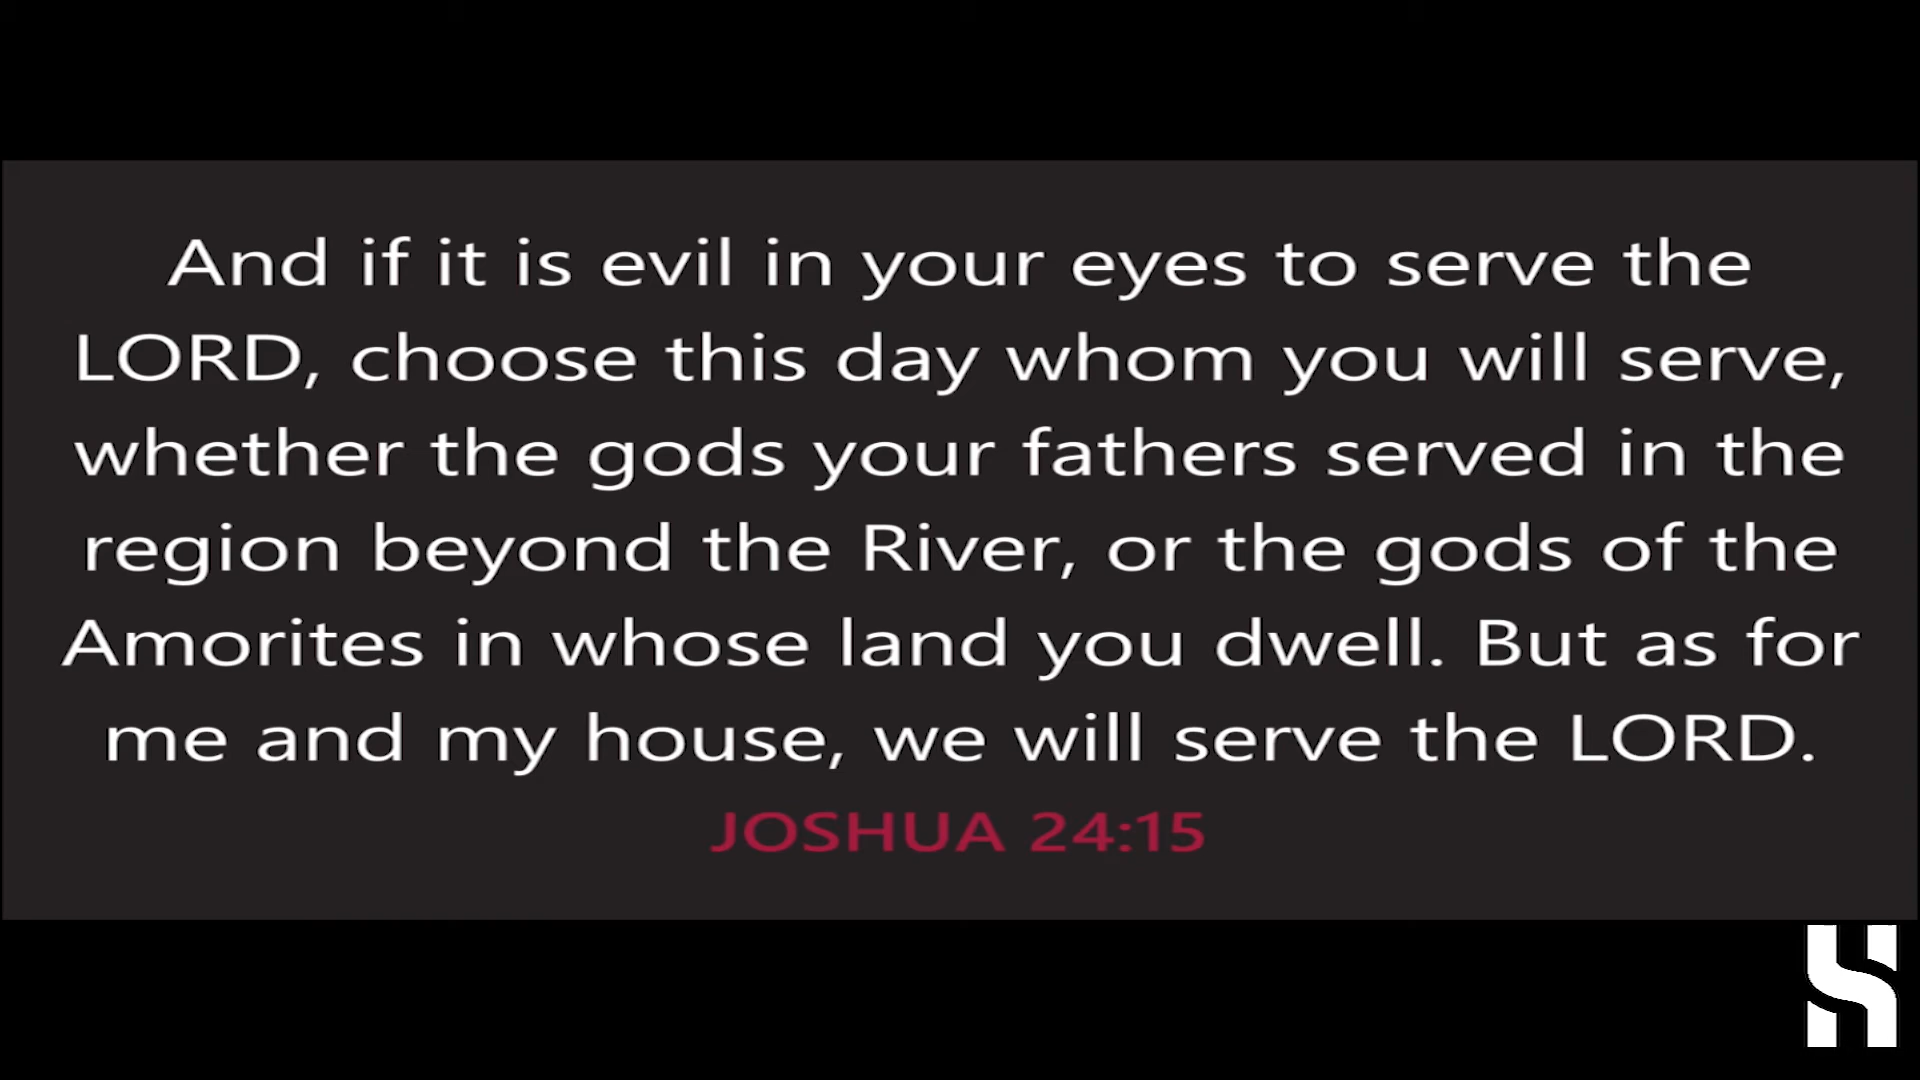 And if it is evil in your eyes to serve the
LORD, choose this day whom you will serve,
whether the gods your fathers served in the
region beyond the River, or the gods of the
Amorites in whose land you dwell. But as for
me and my house, we will serve the LORD.
JOSHUA 24:15